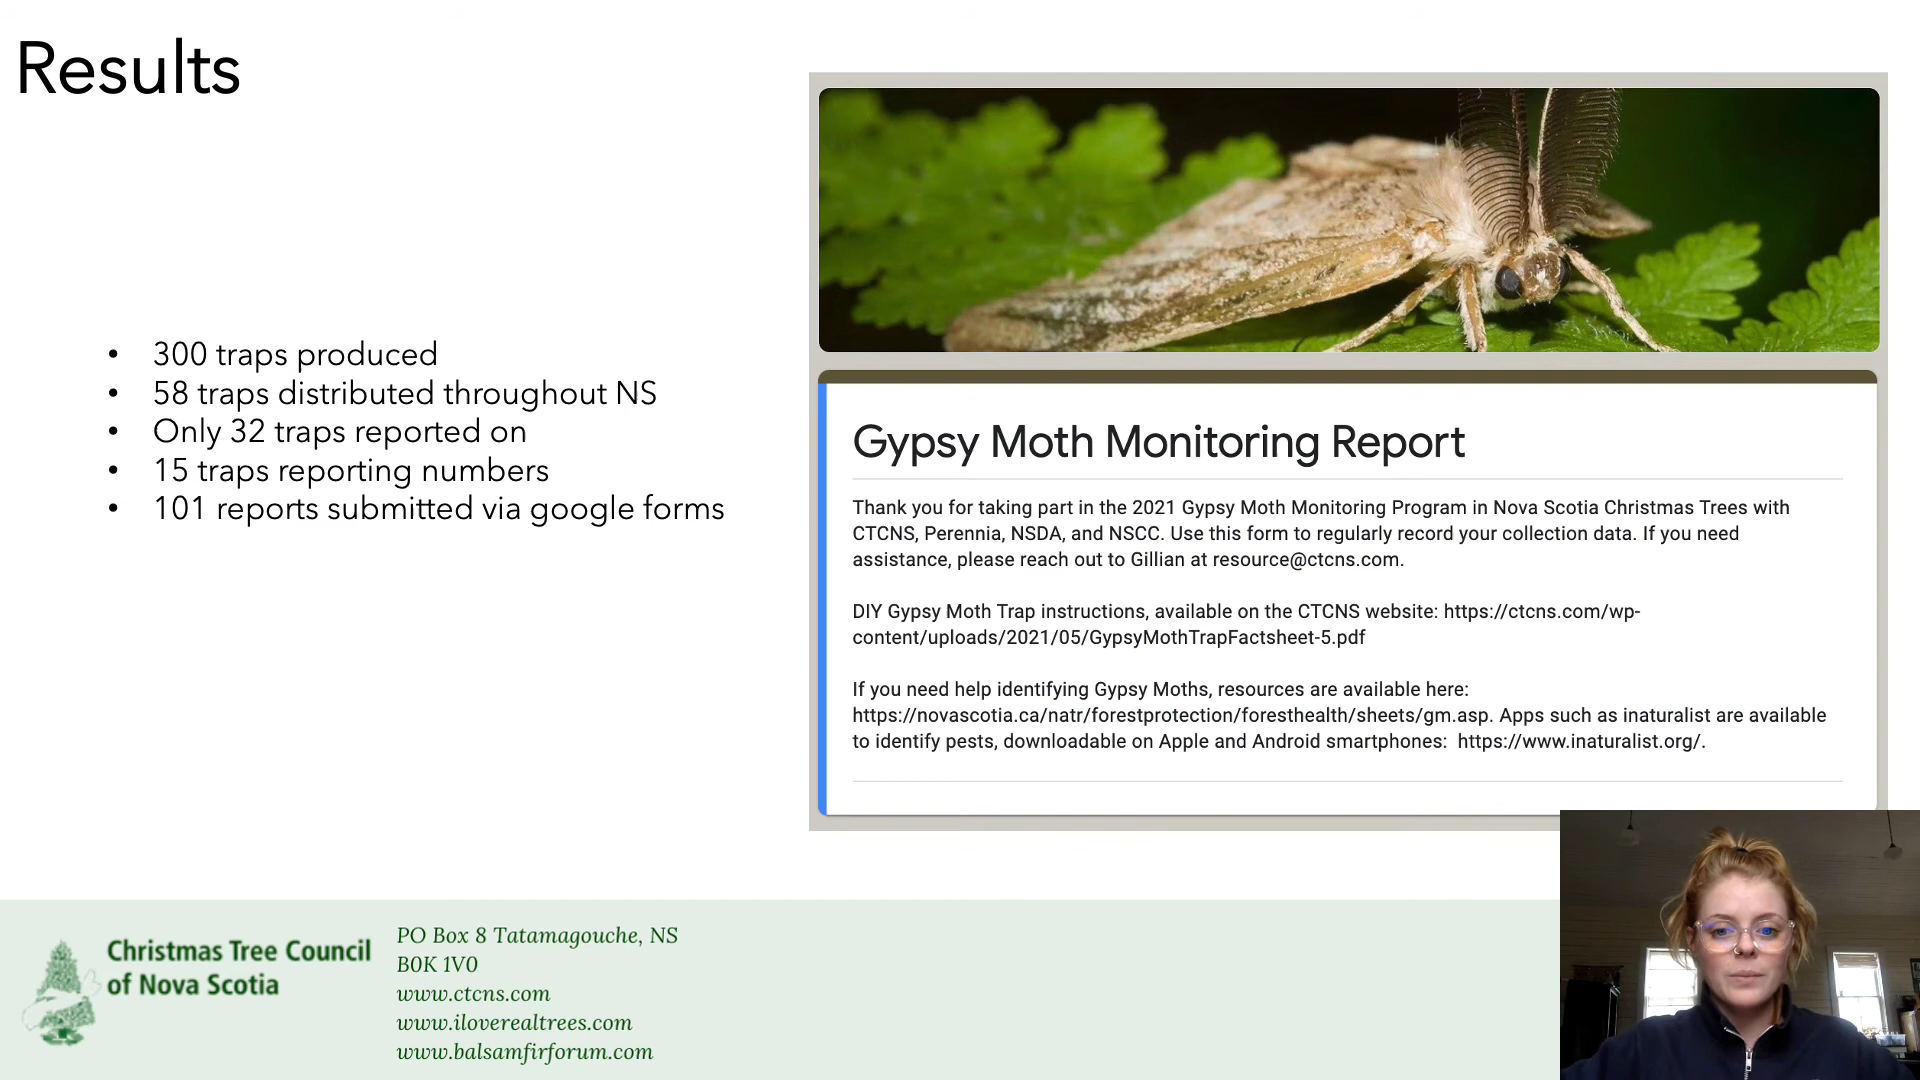 Results
• 300 traps produced
• 58 traps distributed throughout NS
• Only 32 traps reported on
• 15 traps reporting numbers
• 101 reports submitted via google forms
Gypsy Moth Monitoring Report
Thank you for taking part in the 2021 Gypsy Moth Monitoring Program in Nova Scotia Christmas Trees with
CTCNS, Perennia, NSDA, and NSCC. Use this form to regularly record your collection data. If you need
assistance, please reach out to Gillian at resource@ctcns.com.
DIY Gypsy Moth Trap instructions, available on the CTCNS website: https://ctcns.com/wp-
content/uploads/2021/05/GypsyMothTrapFactsheet-5.pdf
If you need help identifying Gypsy Moths, resources are available here:
https://novascotia.ca/natr/forestprotection/foresthealth/sheets/gm.asp. Apps such as inaturalist are available
to identify pests, downloadable on Apple and Android smartphones: https://www.inaturalist.org/.
Christmas Tree Council
of Nova Scotia
PO Box 8 Tatamagouche, NS
B0K 1V0
www.ctcns.com
www.iloverealtrees.com
www.balsamfirforum.com